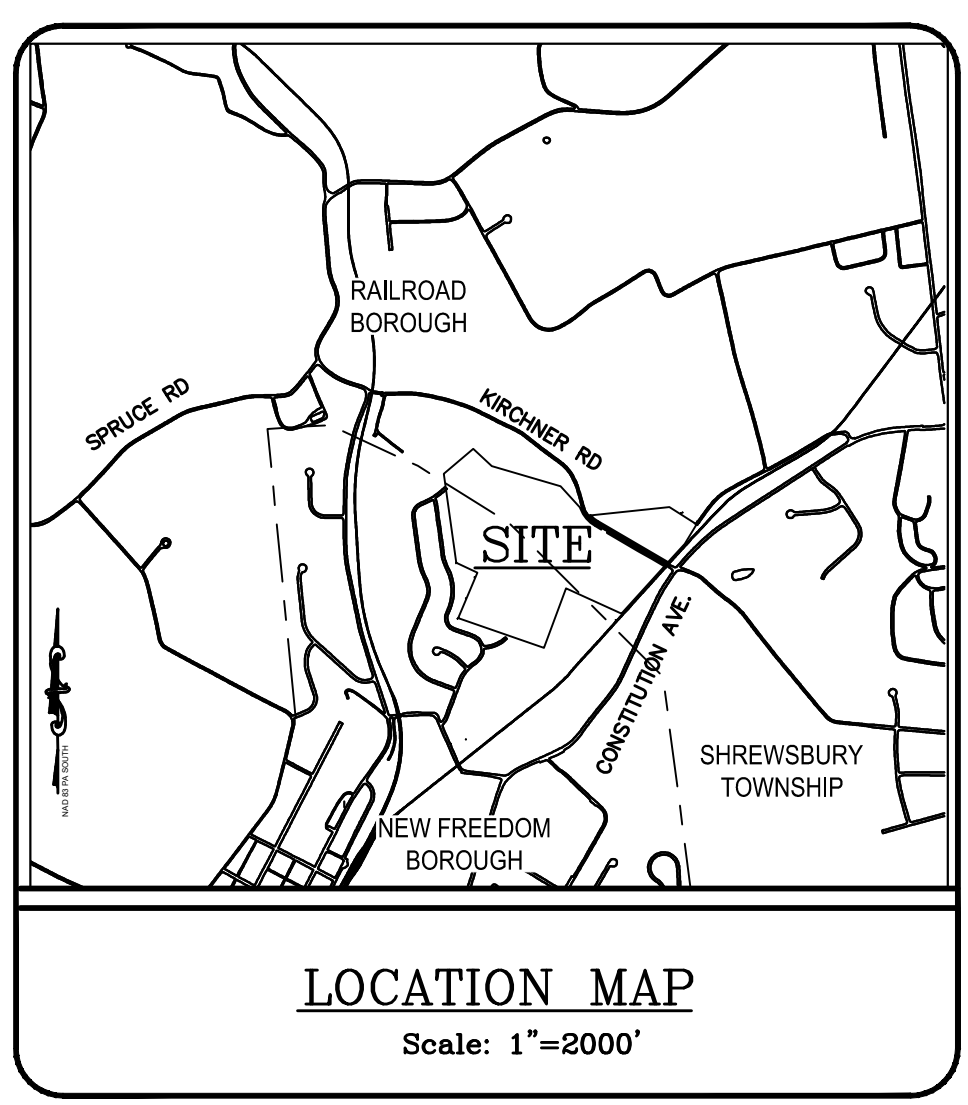 RAILROAD
BOROUGH
SPRUCE RD
KIRCHNER RD
SITE
CONSTITUTION AVE.
NAD 83 PA SOUTH
SHREWSBURY
TOWNSHIP
NEW FREEDOM
BOROUGH
LOCATION MAP
Scale: 1"=2000'